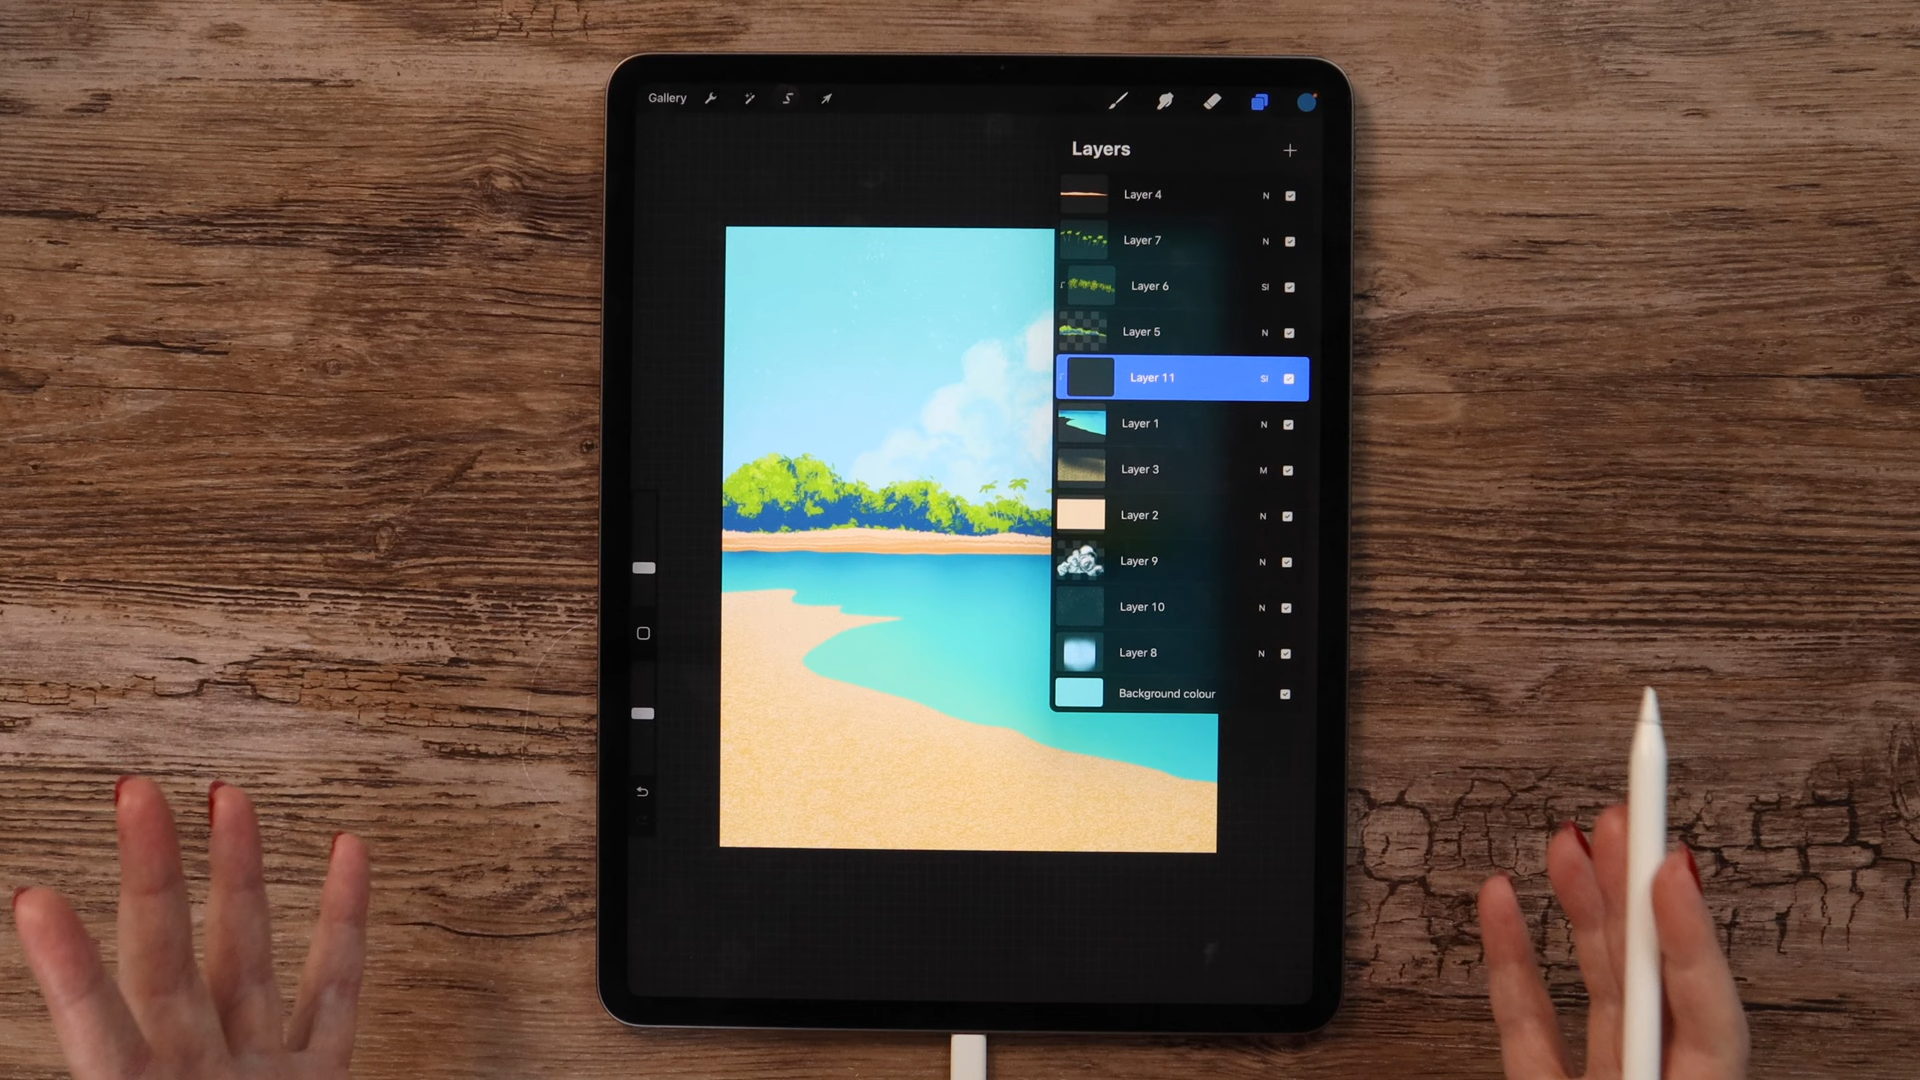 Gallery
Layers
Layer 4 N
Layer 7 N
Layer 6 SI
Layer 5 N
Layer 11 SI
Layer 1 N
Layer 3 M
Layer 2 N
Layer 9 N
Layer 10 N
Layer 8 N
Background colour